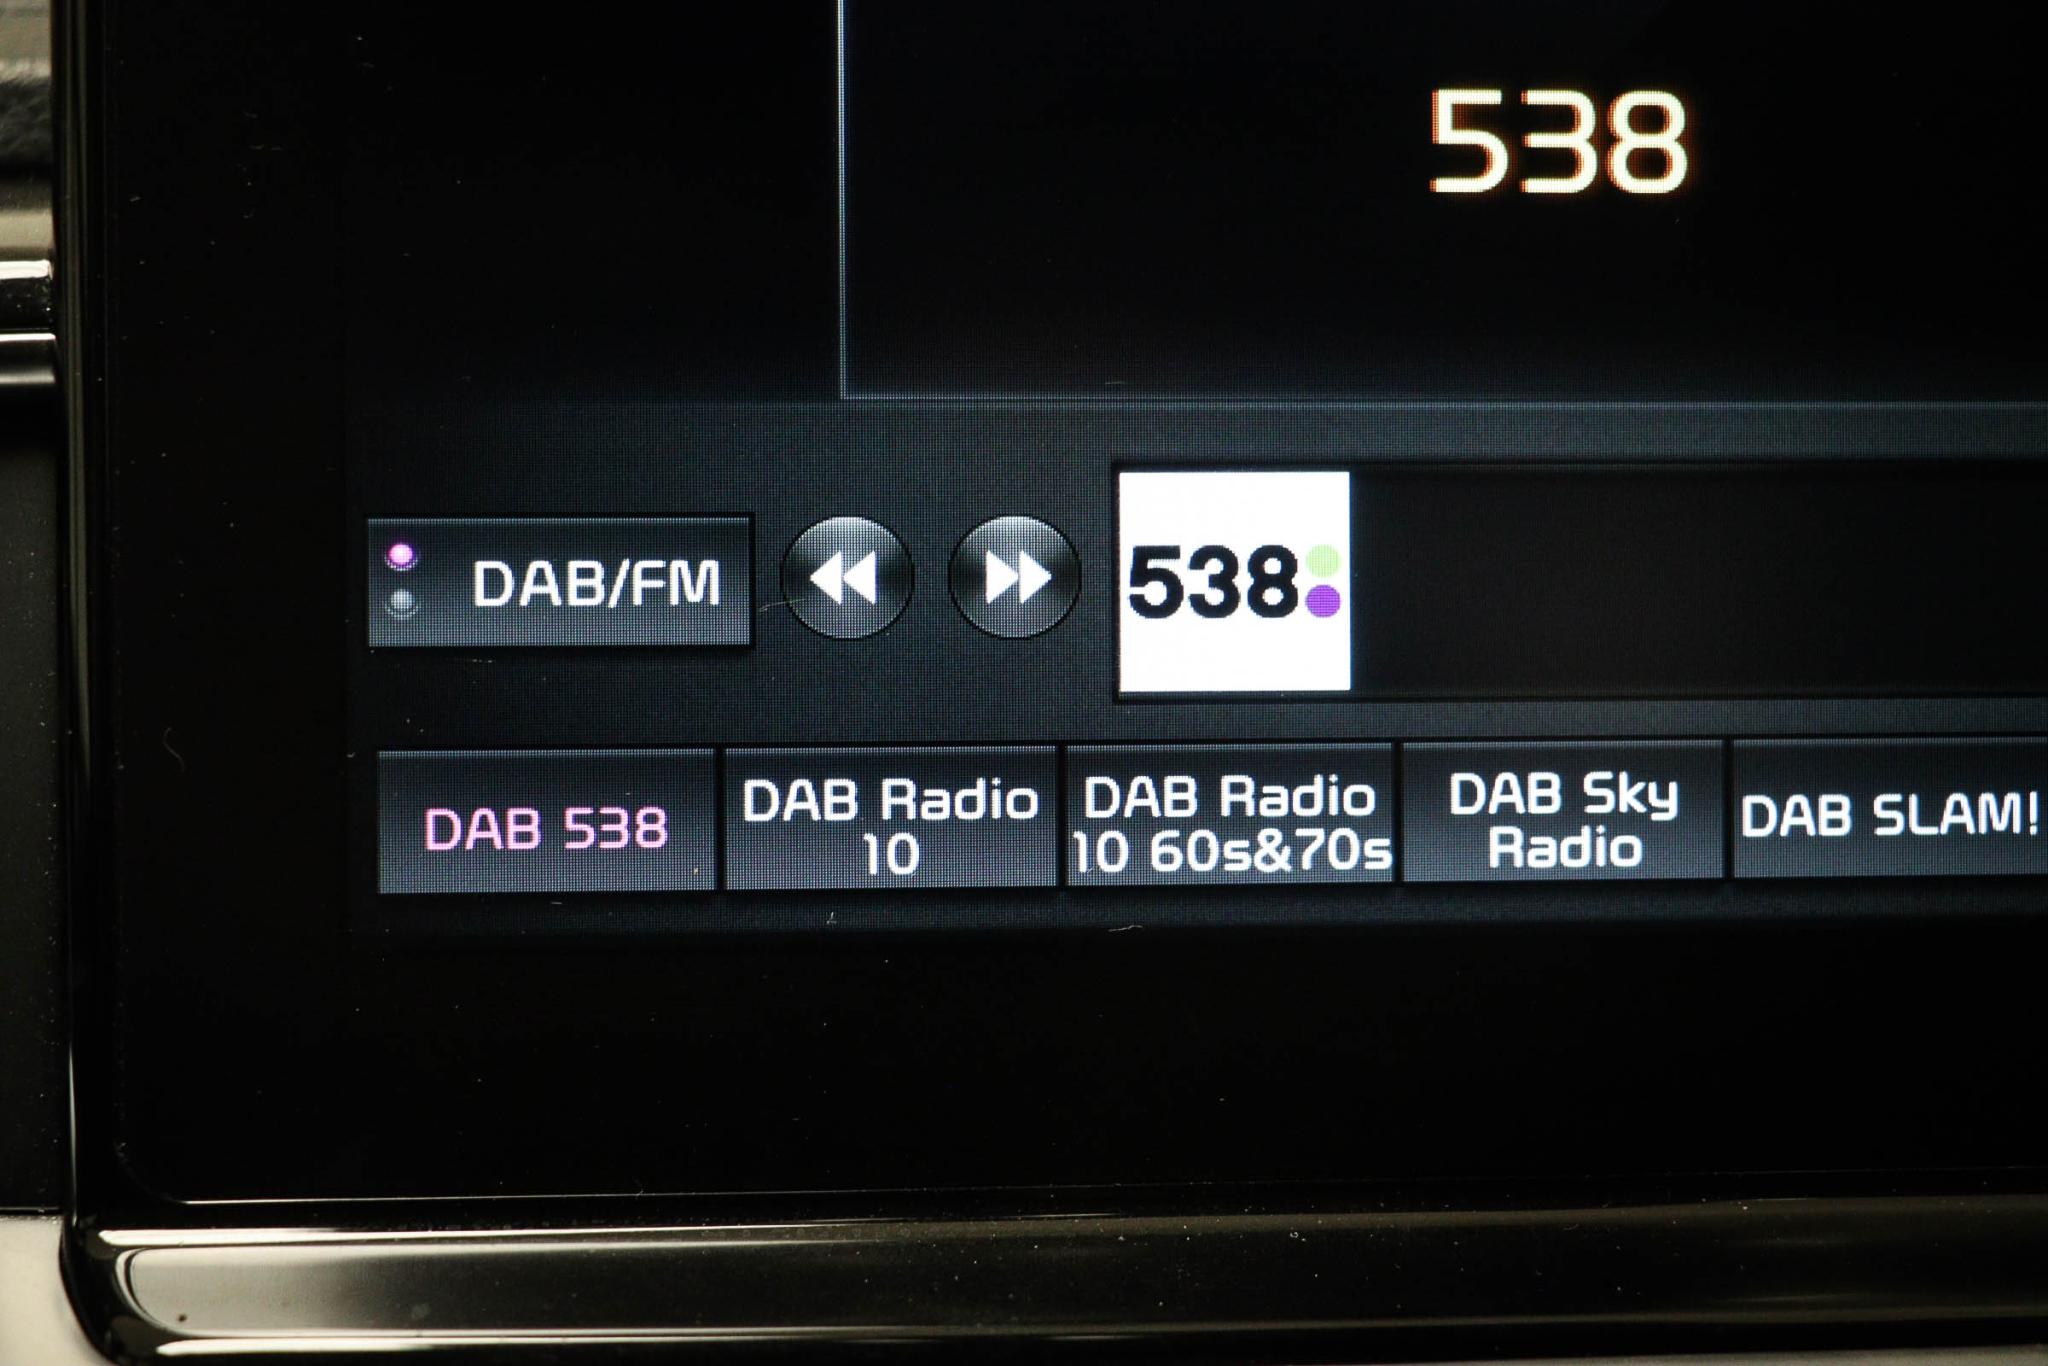 538
DAB/FM
538
DAB 538
DAB Radio
10
DAB Radio
10 60s&70s
DAB Sky
Radio
DAB SLAM!